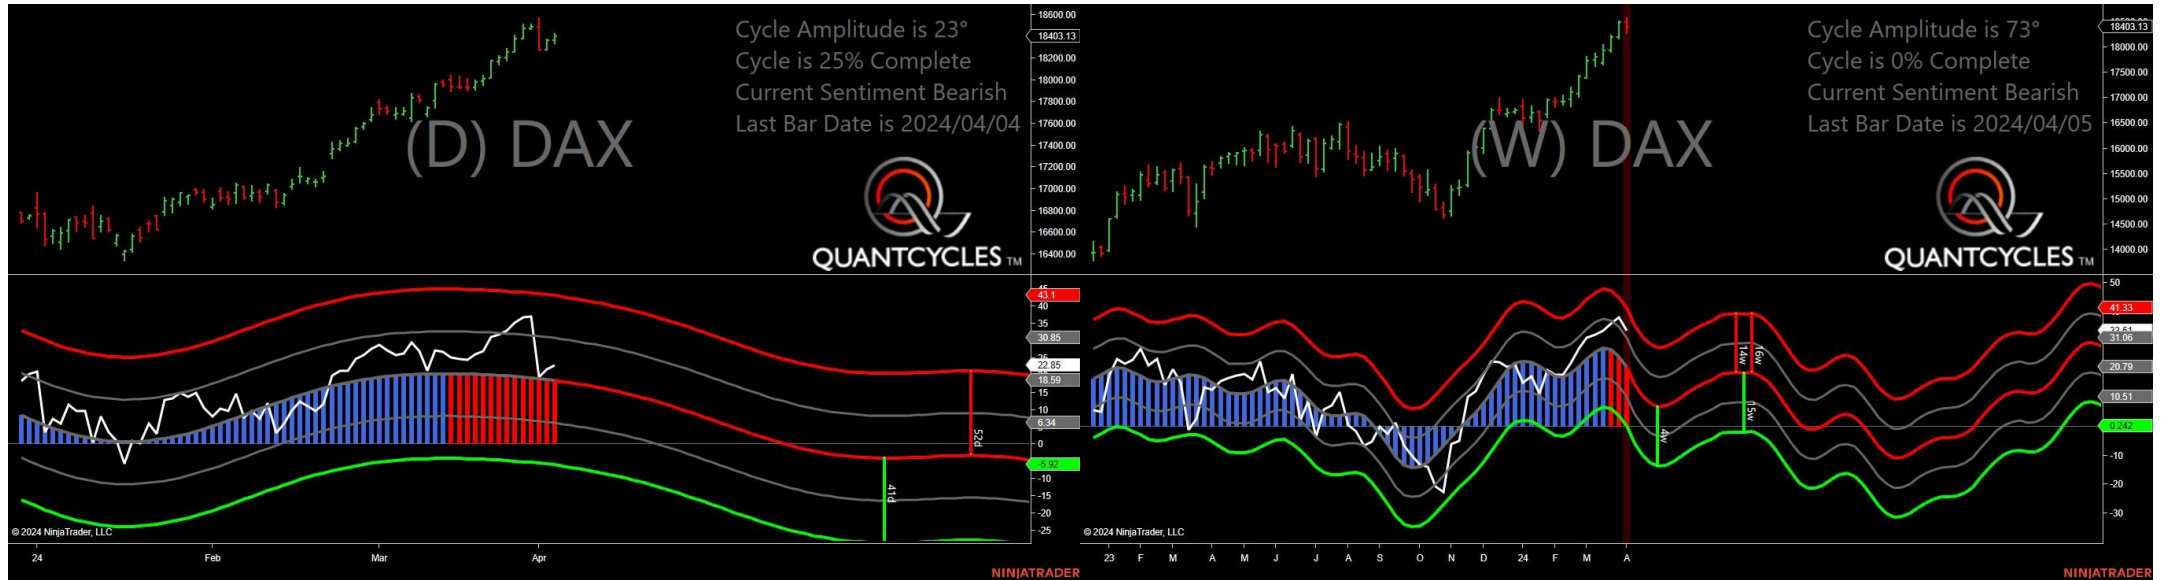 Cycle Amplitude is 23°
Cycle is 25% Complete
Current Sentiment Bearish
Last Bar Date is 2024/04/04
(D) DAX
QUANTCYCLES TM
18600.00
18403.13
18200.00
18000.00
17800.00
17600.00
17400.00
17200.00
17000.00
16800.00
16600.00
16400.00
43.1
40
35
30.85
22.85
18.59
15
10
6.34
0
-5.92
-10
-15
-20
-25
52d
41d
© 2024 NinjaTrader, LLC
24 Feb Mar Apr
NINJATRADER
Cycle Amplitude is 73°
Cycle is 0% Complete
Current Sentiment Bearish
Last Bar Date is 2024/04/05
(W) DAX
QUANTCYCLES TM
18403.13
18000.00
17500.00
17000.00
16500.00
16000.00
15500.00
15000.00
14500.00
14000.00
50
41.33
31.06
20.79
10.51
0.242
-10
-20
-30
14w
16w
15w
4w
© 2024 NinjaTrader, LLC
23 F M A M J J A S O N D 24 F M A
NINJATRADER